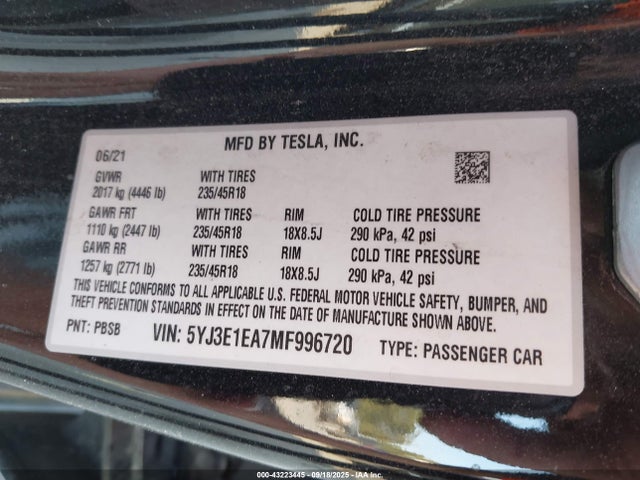 MFD BY TESLA, INC.
06/21
GVWR WITH TIRES
2017 kg (4446 lb) 235/45R18
GAWR FRT WITH TIRES RIM COLD TIRE PRESSURE
1110 kg (2447 lb) 235/45R18 18X8.5J 290 kPa, 42 psi
GAWR RR WITH TIRES RIM COLD TIRE PRESSURE
1257 kg (2771 lb) 235/45R18 18X8.5J 290 kPa, 42 psi
THIS VEHICLE CONFORMS TO ALL APPLICABLE U.S. FEDERAL MOTOR VEHICLE SAFETY, BUMPER, AND
THEFT PREVENTION STANDARDS IN EFFECT ON THE DATE OF MANUFACTURE SHOWN ABOVE.
PNT: PBSB VIN: 5YJ3E1EA7MF996720 TYPE: PASSENGER CAR
000-43223445 - 09/18/2025 - IAA Inc.